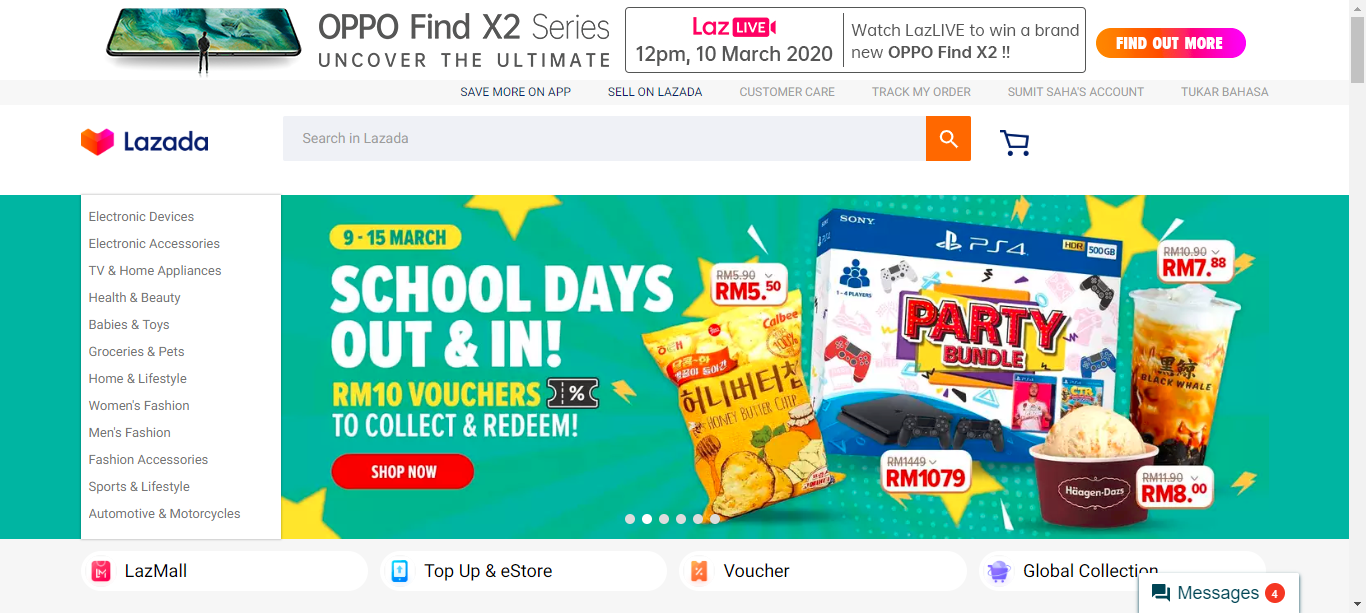 OPPO Find X2 Series
UNCOVER THE ULTIMATE
Laz LIVE
12pm, 10 March 2020
Watch LazLIVE to win a brand
new OPPO Find X2 !!
FIND OUT MORE
SAVE MORE ON APP
SELL ON LAZADA
CUSTOMER CARE
TRACK MY ORDER
SUMIT SAHA'S ACCOUNT
TUKAR BAHASA
Lazada
Search in Lazada
Electronic Devices
Electronic Accessories
TV & Home Appliances
Health & Beauty
Babies & Toys
Groceries & Pets
Home & Lifestyle
Women's Fashion
Men's Fashion
Fashion Accessories
Sports & Lifestyle
Automotive & Motorcycles
9 - 15 MARCH
SCHOOL DAYS
OUT & IN!
RM10 VOUCHERS %
TO COLLECT & REDEEM!
SHOP NOW
RM5.90
RM5.50
Calbee
해태
허니버터칩
HONEY BUTTER CHIP
SONY
PS4
HDR 500GB
1 - 4 PLAYERS
PARTY
BUNDLE
RM1449
RM1079
RM10.90
RM7.88
黑鯨
BLACK WHALE
Häagen-Dazs
RM11.90
RM8.00
LazMall
Top Up & eStore
Voucher
Global Collection
Messages 4